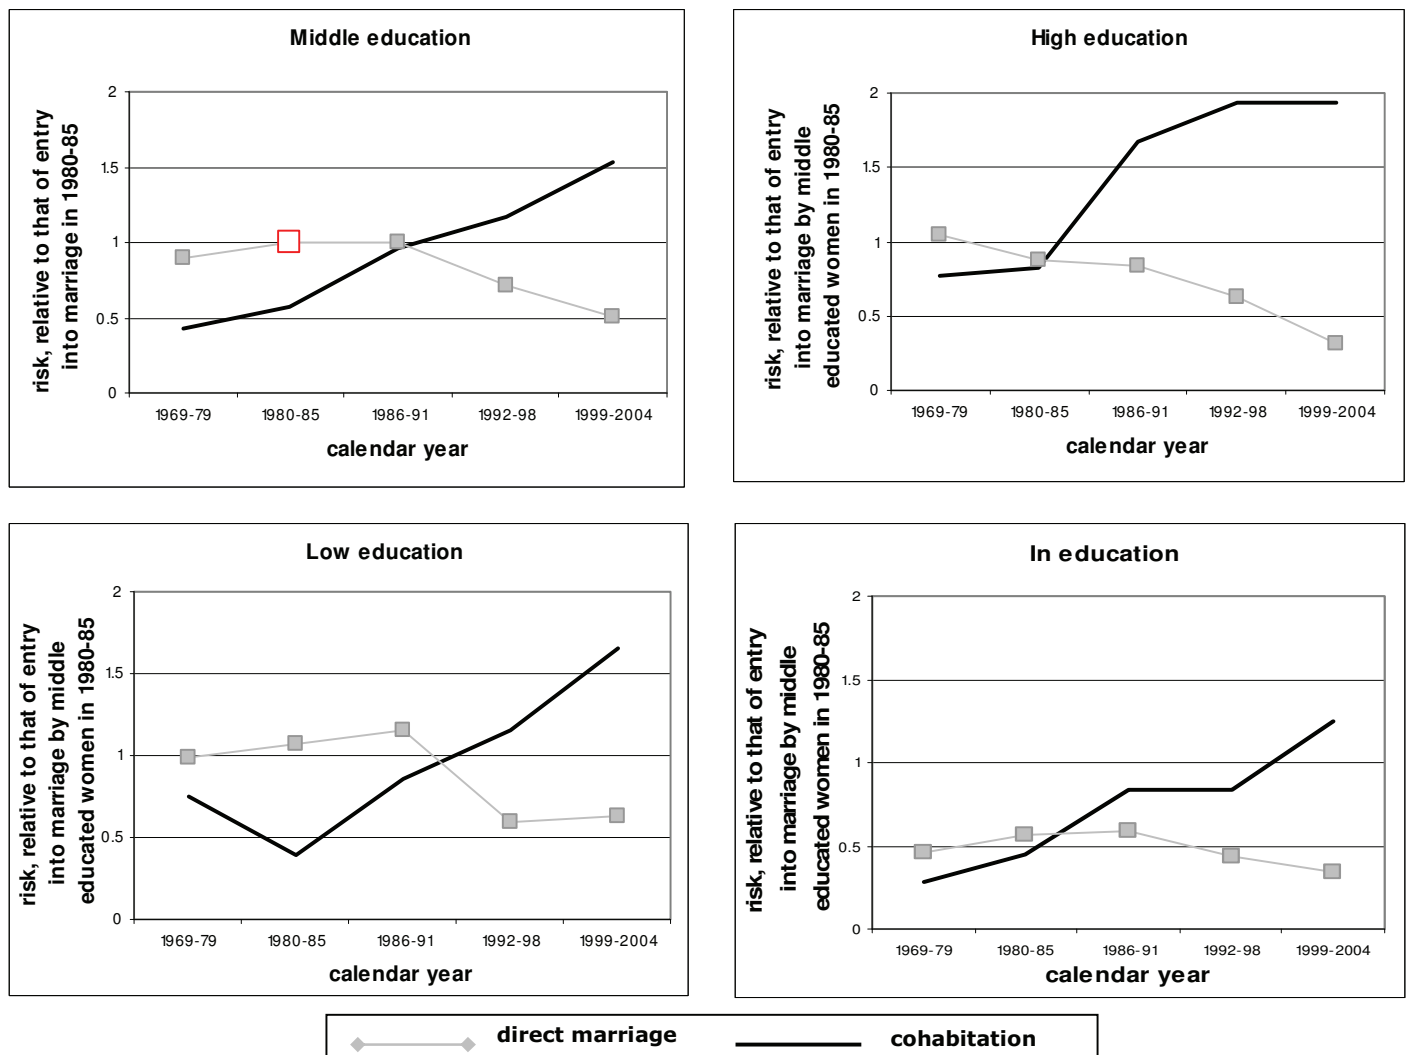 Middle education
risk, relative to that of entry
into marriage in 1980-85
2
1.5
1
0.5
0
1969-79 1980-85 1986-91 1992-98 1999-2004
calendar year
High education
risk, relative to that of entry
into marriage by middle
educated women in 1980-85
2
1.5
1
0.5
0
1969-79 1980-85 1986-91 1992-98 1999-2004
calendar year
Low education
risk, relative to that of entry
into marriage by middle
educated women in 1980-85
2
1.5
1
0.5
0
1969-79 1980-85 1986-91 1992-98 1999-2004
calendar year
In education
risk, relative to that of entry
into marriage by middle
educated women in 1980-85
2
1.5
1
0.5
0
1969-79 1980-85 1986-91 1992-98 1999-2004
calendar year
direct marriage cohabitation